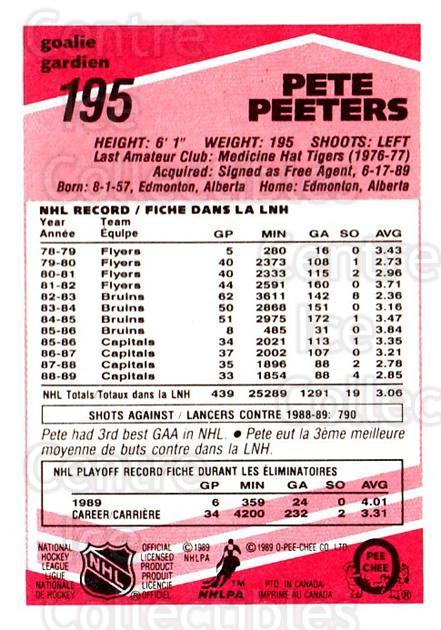 goalie
gardien
195
PETE
PEETERS
HEIGHT: 6' 1" WEIGHT: 195 SHOOTS: LEFT
Last Amateur Club: Medicine Hat Tigers (1976-77)
Acquired: Signed as Free Agent, 6-17-89
Born: 8-1-57, Edmonton, Alberta Home: Edmonton, Alberta
NHL RECORD / FICHE DANS LA LNH
Year Team
Année Équipe GP MIN GA SO AVG
78-79 Flyers 5 280 16 0 3.43
79-80 Flyers 40 2373 108 1 2.73
80-81 Flyers 40 2333 115 2 2.96
81-82 Flyers 44 2591 160 0 3.71
82-83 Bruins 62 3611 142 8 2.36
83-84 Bruins 50 2868 151 0 3.16
84-85 Bruins 51 2975 172 1 3.47
85-86 Bruins 8 485 31 0 3.84
85-86 Capitals 34 2021 113 1 3.35
86-87 Capitals 37 2002 107 0 3.21
87-88 Capitals 35 1896 88 2 2.78
88-89 Capitals 33 1854 88 4 2.85
NHL Totals/Totaux dans la LNH 439 25289 1291 19 3.06
SHOTS AGAINST / LANCERS CONTRE 1988-89: 790
Pete had 3rd best GAA in NHL. • Pete eut la 3ème meilleure
moyenne de buts contre dans la LNH.
NHL PLAYOFF RECORD/FICHE DURANT LES ÉLIMINATOIRES
GP MIN GA SO AVG
1989 6 359 24 0 4.01
CAREER/CARRIÈRE 34 4200 232 2 3.31
NATIONAL
HOCKEY
LEAGUE
LIGUE
NATIONALE
DE HOCKEY
NHL
OFFICIAL
LICENSED
PRODUCT
PRODUIT
LICENCIÉ
OFFICIEL
©1989
NHLPA
NHLPA
TM
©1989 O-PEE-CHEE CO. LTD.
PTD. IN CANADA
IMPRIMÉ AU CANADA
O
PEE
CHEE
®
Centre
Ice
Collectibles